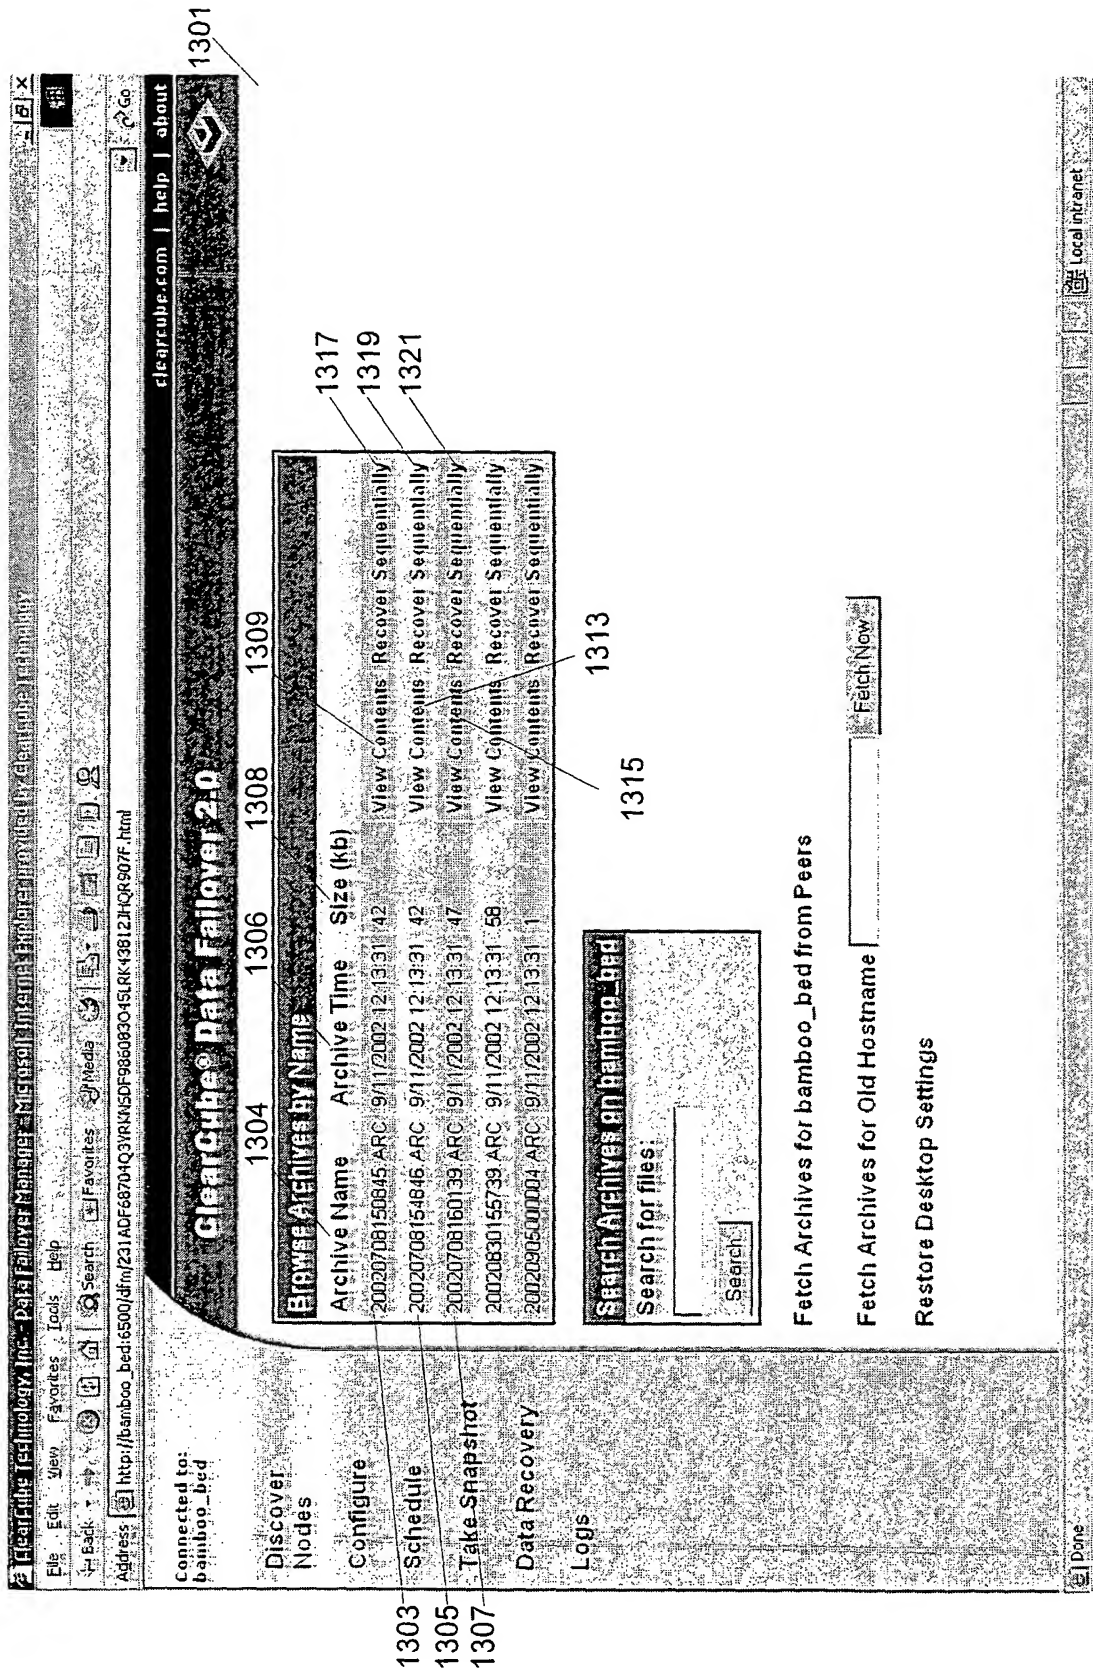 ClearCube Technology, Inc. - Data Failover Manager - Microsoft Internet Explorer provided by ClearCube Technology
File Edit View Favorites Tools Help
Back Search Favorites Media
Address http://bamboo_bed:6500/dfm/231ADF68704Q3YRKNSDF986083O45LRK43812JHQR907F.html Go
clearcube.com | help | about
Connected to:
bamboo_bed
ClearCube® Data Failover 2.0
1301
Discover
Nodes
Configure
Schedule
Take Snapshot
Data Recovery
Logs
1304 1306 1308 1309
Browse Archives by Name
Archive Name Archive Time Size (kb)
20020708150845 ARC 9/11/2002 12:13:31 42 View Contents Recover Sequentially
20020708154846 ARC 9/11/2002 12:13:31 42 View Contents Recover Sequentially
20020708160139 ARC 9/11/2002 12:13:31 47 View Contents Recover Sequentially
20020830155739 ARC 9/11/2002 12:13:31 58 View Contents Recover Sequentially
20020905000004 ARC 9/11/2002 12:13:31 1 View Contents Recover Sequentially
1317
1319
1321
1303
1305
1307
1313
1315
Search Archives on bamboo_bed
Search for files:
Search
Fetch Archives for bamboo_bed from Peers
Fetch Archives for Old Hostname Fetch Now
Restore Desktop Settings
Done Local intranet